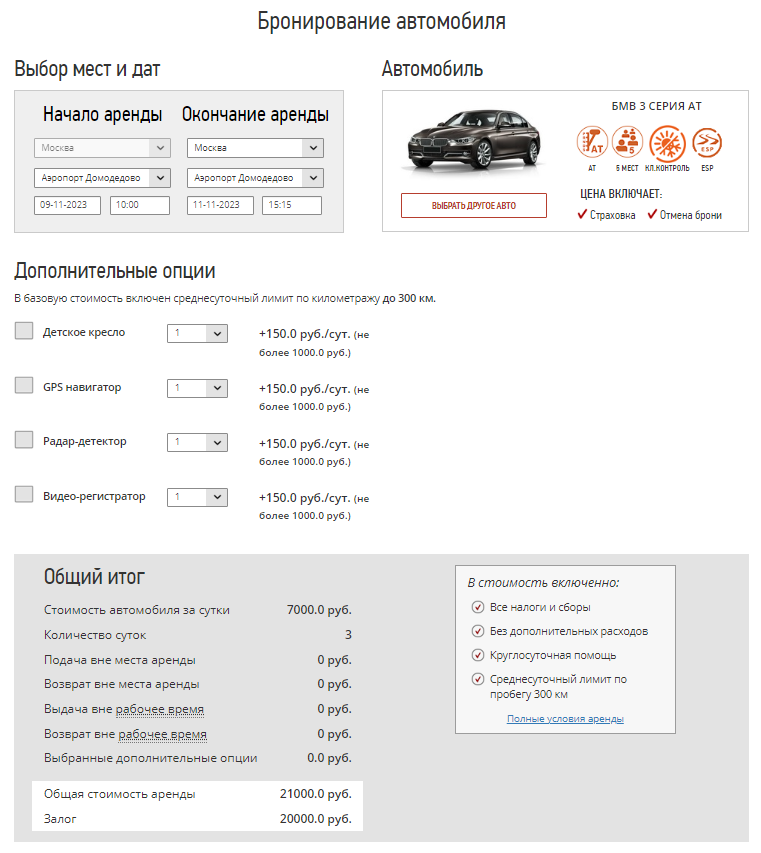 Бронирование автомобиля
Выбор мест и дат
Начало аренды Окончание аренды
Москва Москва
Аэропорт Домодедово Аэропорт Домодедово
09-11-2023 10:00 11-11-2023 15:15
Автомобиль
БМВ 3 СЕРИЯ АТ
АТ 5 ESP
АТ 5 МЕСТ КЛ.КОНТРОЛЬ ESP
ВЫБРАТЬ ДРУГОЕ АВТО
ЦЕНА ВКЛЮЧАЕТ:
Страховка Отмена брони
Дополнительные опции
В базовую стоимость включен среднесуточный лимит по километражу до 300 км.
Детское кресло 1 +150.0 руб./сут. (не
более 1000.0 руб.)
GPS навигатор 1 +150.0 руб./сут. (не
более 1000.0 руб.)
Радар-детектор 1 +150.0 руб./сут. (не
более 1000.0 руб.)
Видео-регистратор 1 +150.0 руб./сут. (не
более 1000.0 руб.)
Общий итог
Стоимость автомобиля за сутки 7000.0 руб.
Количество суток 3
Подача вне места аренды 0 руб.
Возврат вне места аренды 0 руб.
Выдача вне рабочее время 0 руб.
Возврат вне рабочее время 0 руб.
Выбранные дополнительные опции 0.0 руб.
Общая стоимость аренды 21000.0 руб.
Залог 20000.0 руб.
В стоимость включенно:
Все налоги и сборы
Без дополнительных расходов
Круглосуточная помощь
Среднесуточный лимит по
пробегу 300 км
Полные условия аренды